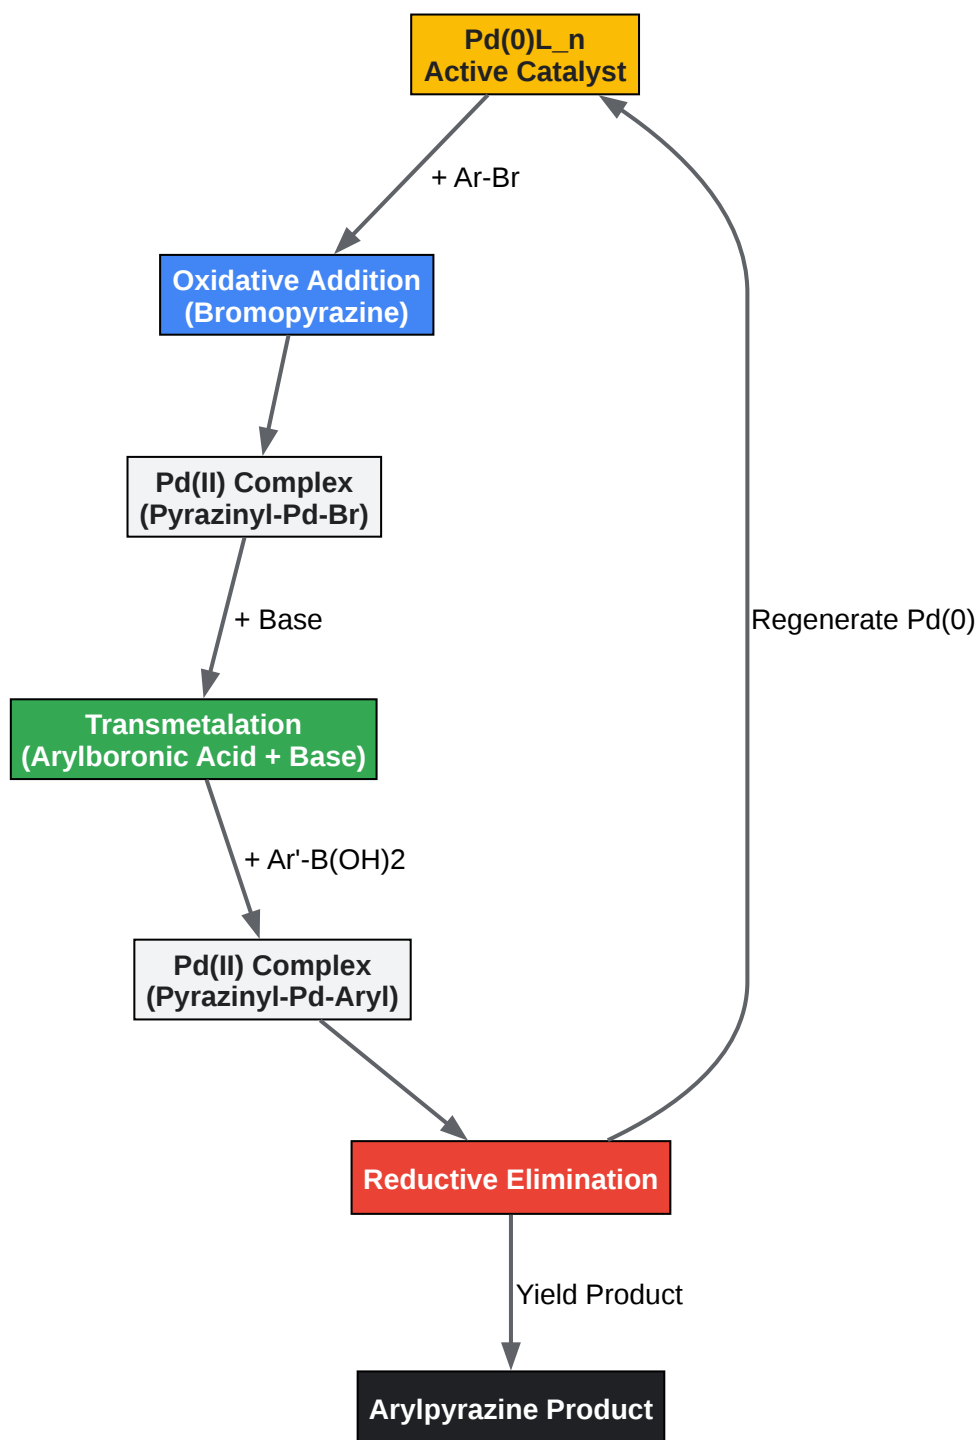 Pd(0)L_n
Active Catalyst
+ Ar-Br
Oxidative Addition
(Bromopyrazine)
Pd(II) Complex
(Pyrazinyl-Pd-Br)
+ Base
Regenerate Pd(0)
Transmetalation
(Arylboronic Acid + Base)
+ Ar'-B(OH)2
Pd(II) Complex
(Pyrazinyl-Pd-Aryl)
Reductive Elimination
Yield Product
Arylpyrazine Product